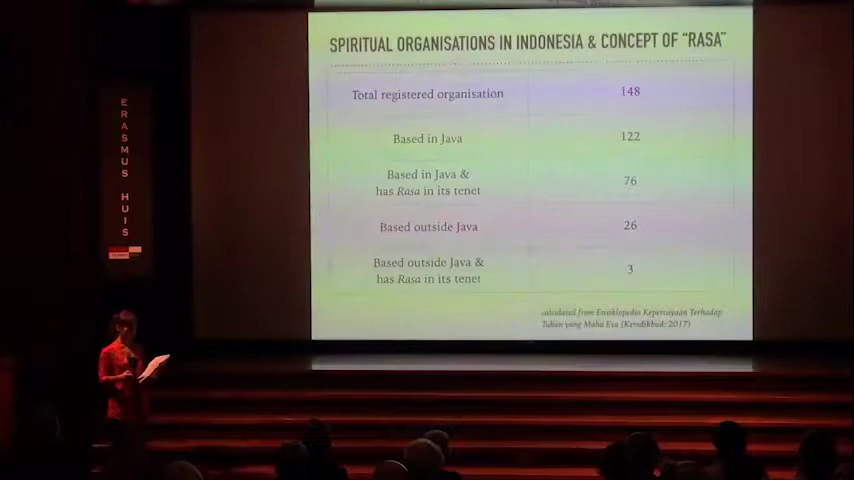 SPIRITUAL ORGANISATIONS IN INDONESIA & CONCEPT OF "RASA"
Total registered organisation 148
Based in Java 122
Based in Java &
has Rasa in its tenet 76
Based outside Java 26
Based outside Java &
has Rasa in its tenet 3
calculated from Ensiklopedia Kepercayaan Terhadap
Tuhan yang Maha Esa (Kemdikbud: 2017)
ERASMUS HUIS